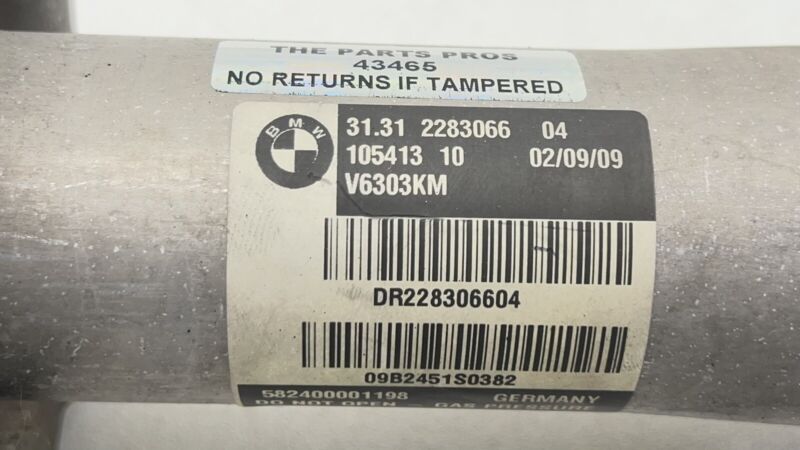 THE PARTS PROS
43465
NO RETURNS IF TAMPERED
BMW
31.31 2283066 04
105413 10 02/09/09
V6303KM
DR228306604
09B2451S0382
582400001198 GERMANY
DO NOT OPEN GAS PRESSURE